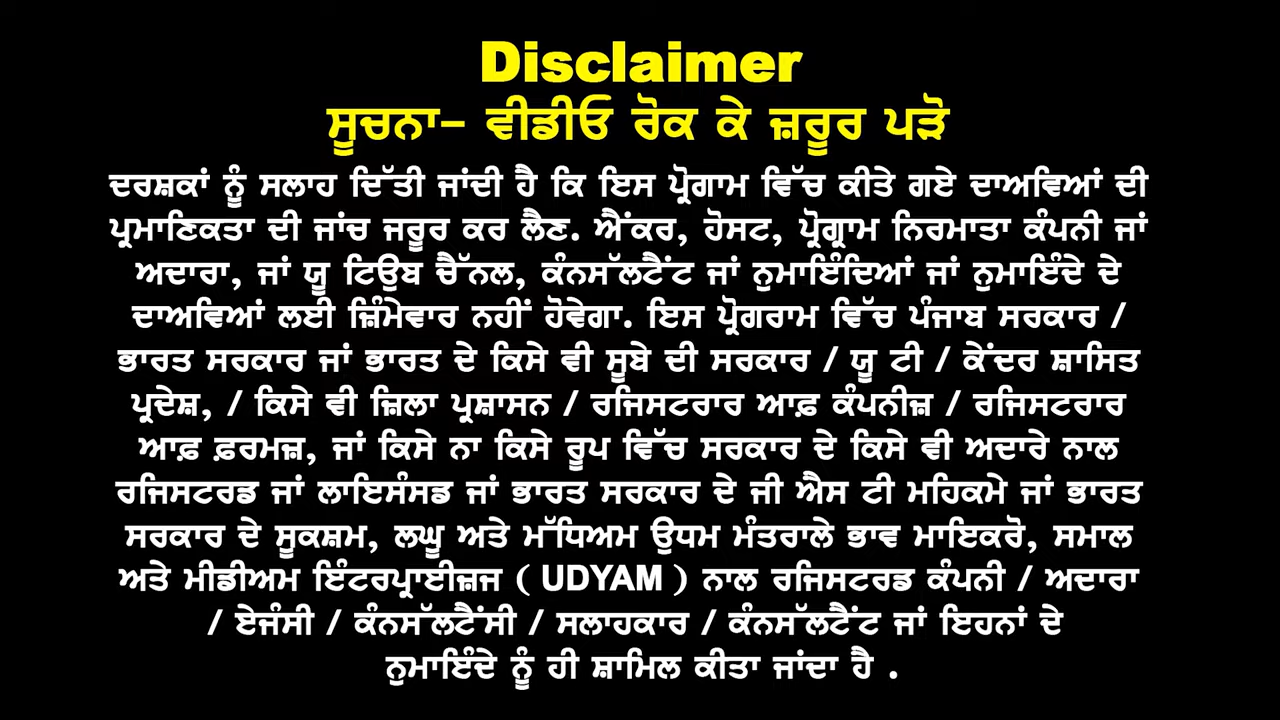 Disclaimer
ਸੂਚਨਾ- ਵੀਡੀਓ ਰੋਕ ਕੇ ਜ਼ਰੂਰ ਪੜੋ
ਦਰਸ਼ਕਾਂ ਨੂੰ ਸਲਾਹ ਦਿੱਤੀ ਜਾਂਦੀ ਹੈ ਕਿ ਇਸ ਪ੍ਰੋਗਾਮ ਵਿੱਚ ਕੀਤੇ ਗਏ ਦਾਅਵਿਆਂ ਦੀ
ਪ੍ਰਮਾਣਿਕਤਾ ਦੀ ਜਾਂਚ ਜਰੂਰ ਕਰ ਲੈਣ. ਐਂਕਰ, ਹੋਸਟ, ਪ੍ਰੋਗ੍ਰਾਮ ਨਿਰਮਾਤਾ ਕੰਪਨੀ ਜਾਂ
ਅਦਾਰਾ, ਜਾਂ ਯੂ ਟਿਉਬ ਚੈੱਨਲ, ਕੰਨਸੱਲਟੈਂਟ ਜਾਂ ਨੁਮਾਇੰਦਿਆਂ ਜਾਂ ਨੁਮਾਇੰਦੇ ਦੇ
ਦਾਅਵਿਆਂ ਲਈ ਜ਼ਿੰਮੇਵਾਰ ਨਹੀਂ ਹੋਵੇਗਾ. ਇਸ ਪ੍ਰੋਗਰਾਮ ਵਿੱਚ ਪੰਜਾਬ ਸਰਕਾਰ /
ਭਾਰਤ ਸਰਕਾਰ ਜਾਂ ਭਾਰਤ ਦੇ ਕਿਸੇ ਵੀ ਸੂਬੇ ਦੀ ਸਰਕਾਰ / ਯੂ ਟੀ / ਕੇਂਦਰ ਸ਼ਾਸਿਤ
ਪ੍ਰਦੇਸ਼, / ਕਿਸੇ ਵੀ ਜ਼ਿਲਾ ਪ੍ਰਸ਼ਾਸਨ / ਰਜਿਸਟਰਾਰ ਆਫ਼ ਕੰਪਨੀਜ਼ / ਰਜਿਸਟਰਾਰ
ਆਫ਼ ਫ਼ਰਮਜ਼, ਜਾਂ ਕਿਸੇ ਨਾ ਕਿਸੇ ਰੂਪ ਵਿੱਚ ਸਰਕਾਰ ਦੇ ਕਿਸੇ ਵੀ ਅਦਾਰੇ ਨਾਲ
ਰਜਿਸਟਰਡ ਜਾਂ ਲਾਇਸੰਸਡ ਜਾਂ ਭਾਰਤ ਸਰਕਾਰ ਦੇ ਜੀ ਐਸ ਟੀ ਮਹਿਕਮੇ ਜਾਂ ਭਾਰਤ
ਸਰਕਾਰ ਦੇ ਸੂਕਸ਼ਮ, ਲਘੂ ਅਤੇ ਮੱਧਿਅਮ ਉਧਮ ਮੰਤਰਾਲੇ ਭਾਵ ਮਾਇਕਰੋ, ਸਮਾਲ
ਅਤੇ ਮੀਡੀਅਮ ਇੰਟਰਪ੍ਰਾਈਜ਼ਜ ( UDYAM ) ਨਾਲ ਰਜਿਸਟਰਡ ਕੰਪਨੀ / ਅਦਾਰਾ
/ ਏਜੰਸੀ / ਕੰਨਸੱਲਟੈਂਸੀ / ਸਲਾਹਕਾਰ / ਕੰਨਸੱਲਟੈਂਟ ਜਾਂ ਇਹਨਾਂ ਦੇ
ਨੁਮਾਇੰਦੇ ਨੂੰ ਹੀ ਸ਼ਾਮਿਲ ਕੀਤਾ ਜਾਂਦਾ ਹੈ .